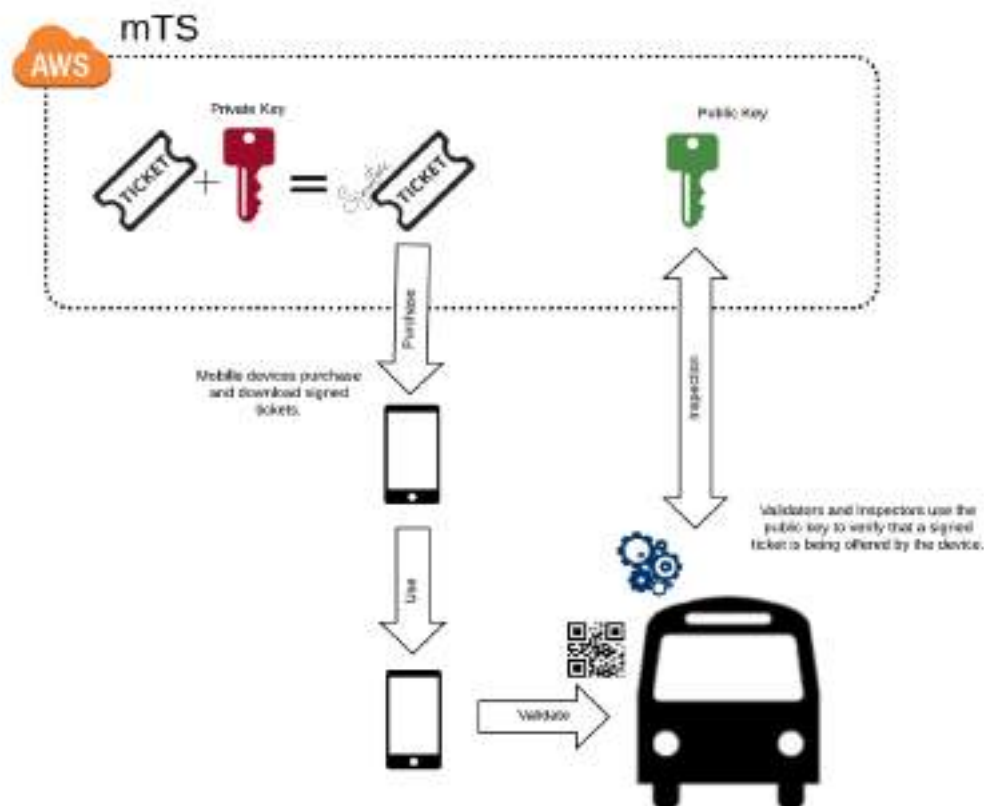 mTS
AWS
Private Key
Public Key
TICKET
+
=
Signature
TICKET
Purchase
Mobile devices purchase
and download signed
tickets.
Inspection
Validators and Inspectors use the
public key to verify that a signed
ticket is being offered by the device.
Use
Validate